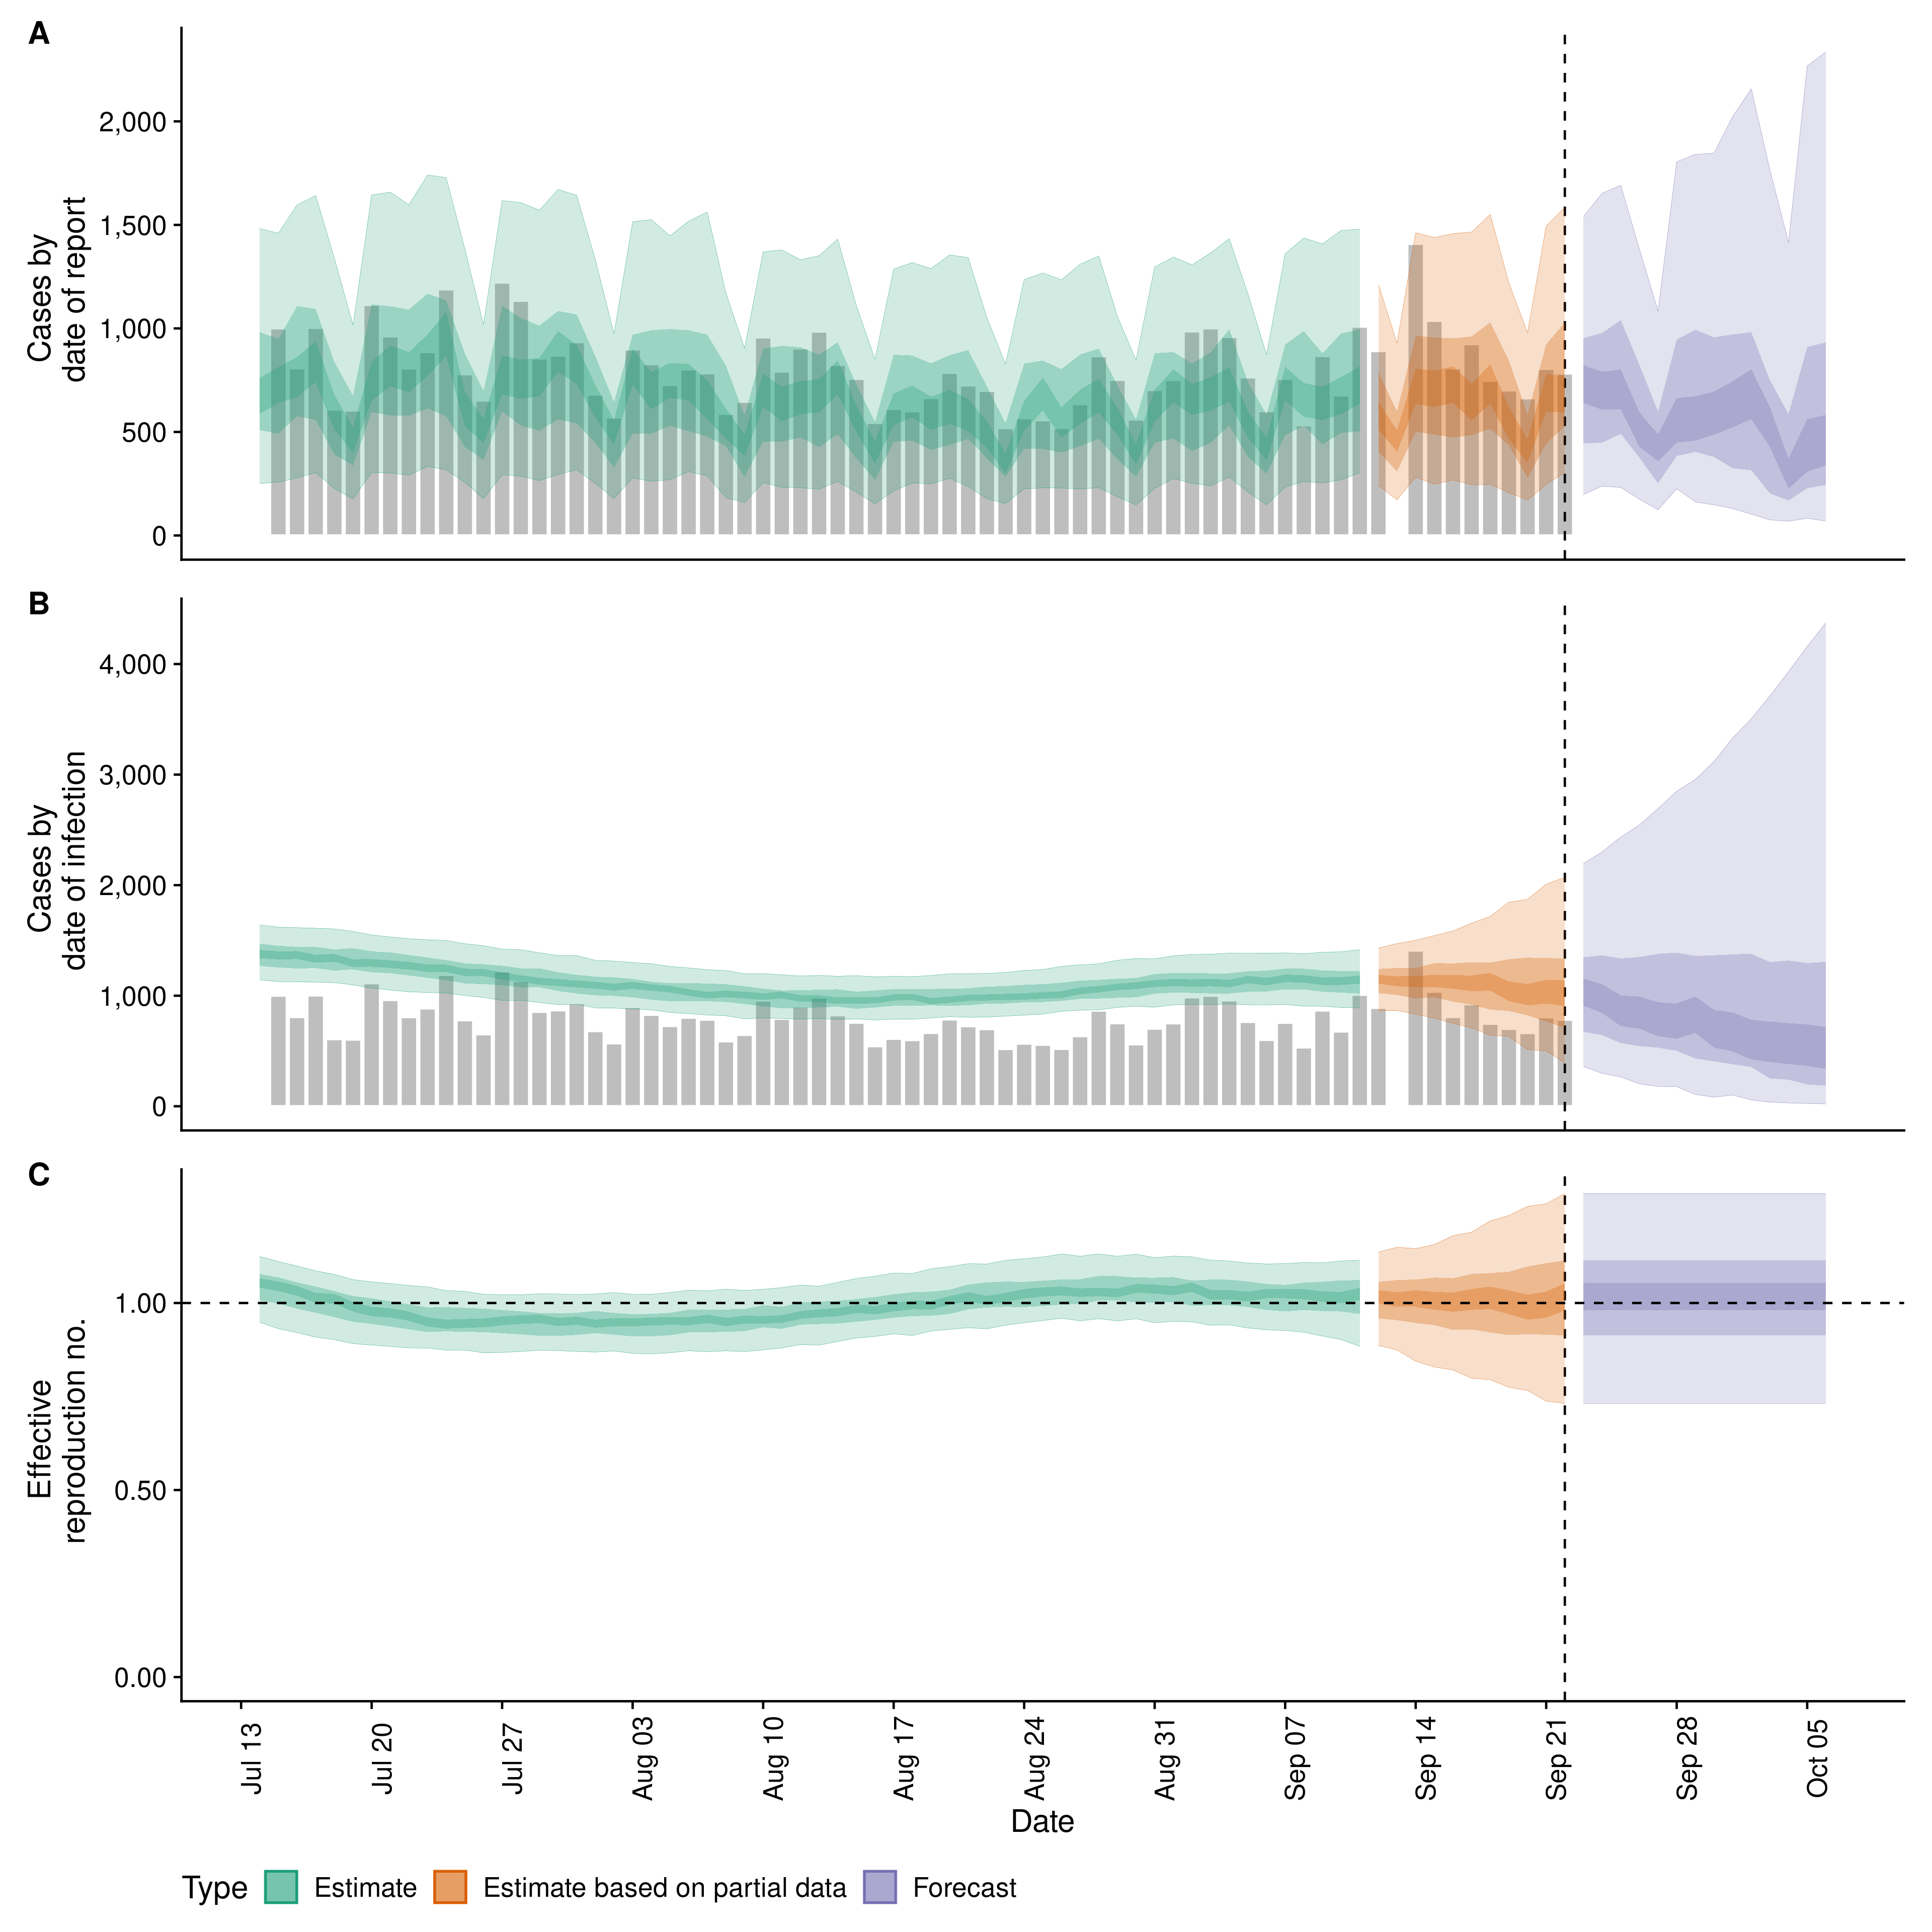 A
Cases by
date of report
2,000
1,500
1,000
500
0
B
Cases by
date of infection
4,000
3,000
2,000
1,000
0
C
Effective
reproduction no.
1.00
0.50
0.00
Jul 13
Jul 20
Jul 27
Aug 03
Aug 10
Aug 17
Aug 24
Aug 31
Sep 07
Sep 14
Sep 21
Sep 28
Oct 05
Date
Type Estimate Estimate based on partial data Forecast